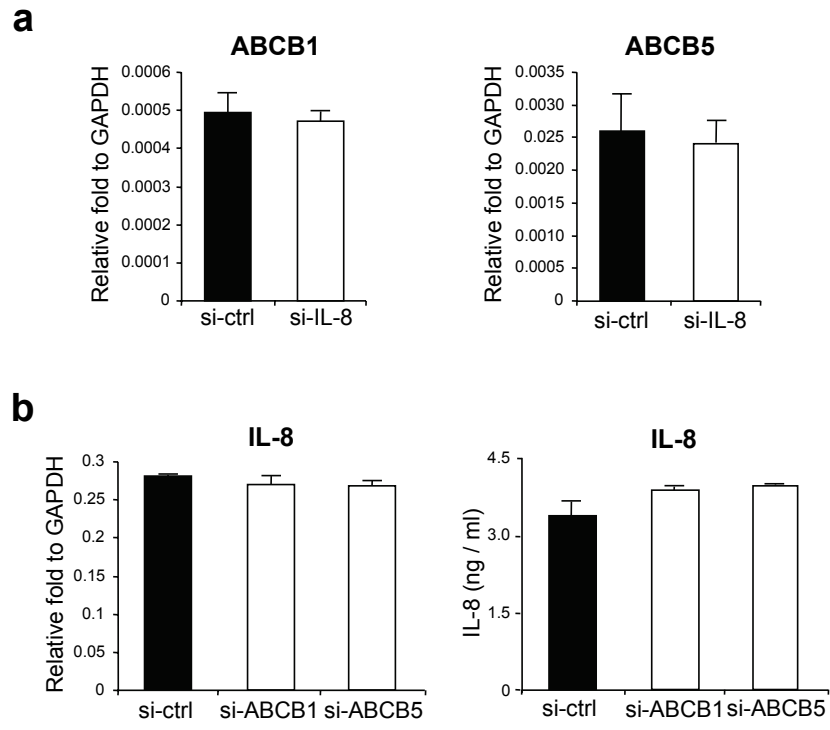 a
ABCB1
Relative fold to GAPDH
0.0006
0.0005
0.0004
0.0003
0.0002
0.0001
0
si-ctrl si-IL-8
ABCB5
Relative fold to GAPDH
0.0035
0.0030
0.0025
0.0020
0.0015
0.0010
0.0005
0
si-ctrl si-IL-8
b
IL-8
Relative fold to GAPDH
0.3
0.25
0.2
0.15
0.1
0.05
0
si-ctrl si-ABCB1 si-ABCB5
IL-8
IL-8 (ng / ml)
4.5
3.0
1.5
0
si-ctrl si-ABCB1 si-ABCB5